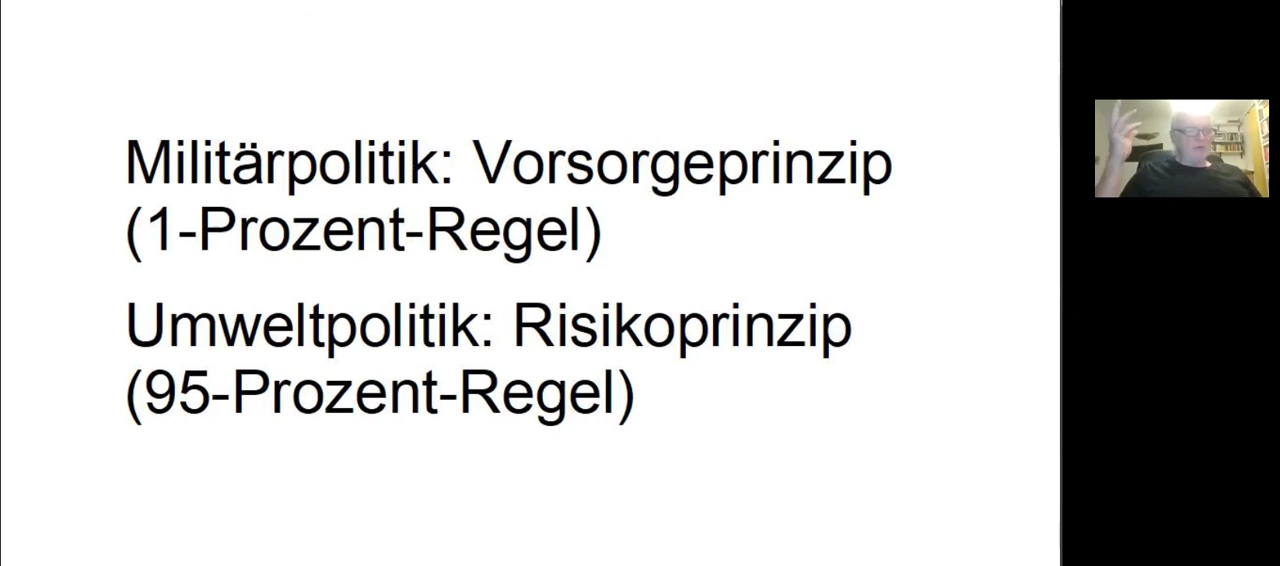 Militärpolitik: Vorsorgeprinzip
(1-Prozent-Regel)
Umweltpolitik: Risikoprinzip
(95-Prozent-Regel)